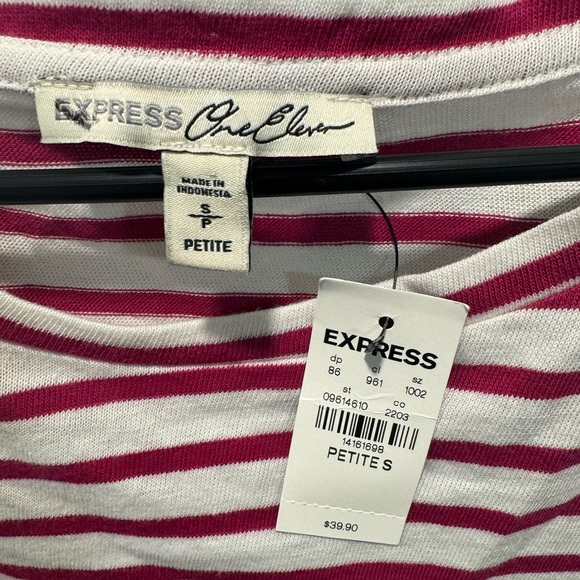 EXPRESS One Eleven
MADE IN
INDONESIA
S
P
PETITE
EXPRESS
dp cl sz
86 961 1002
st co
09614610 2203
14161698
PETITE S
$39.90